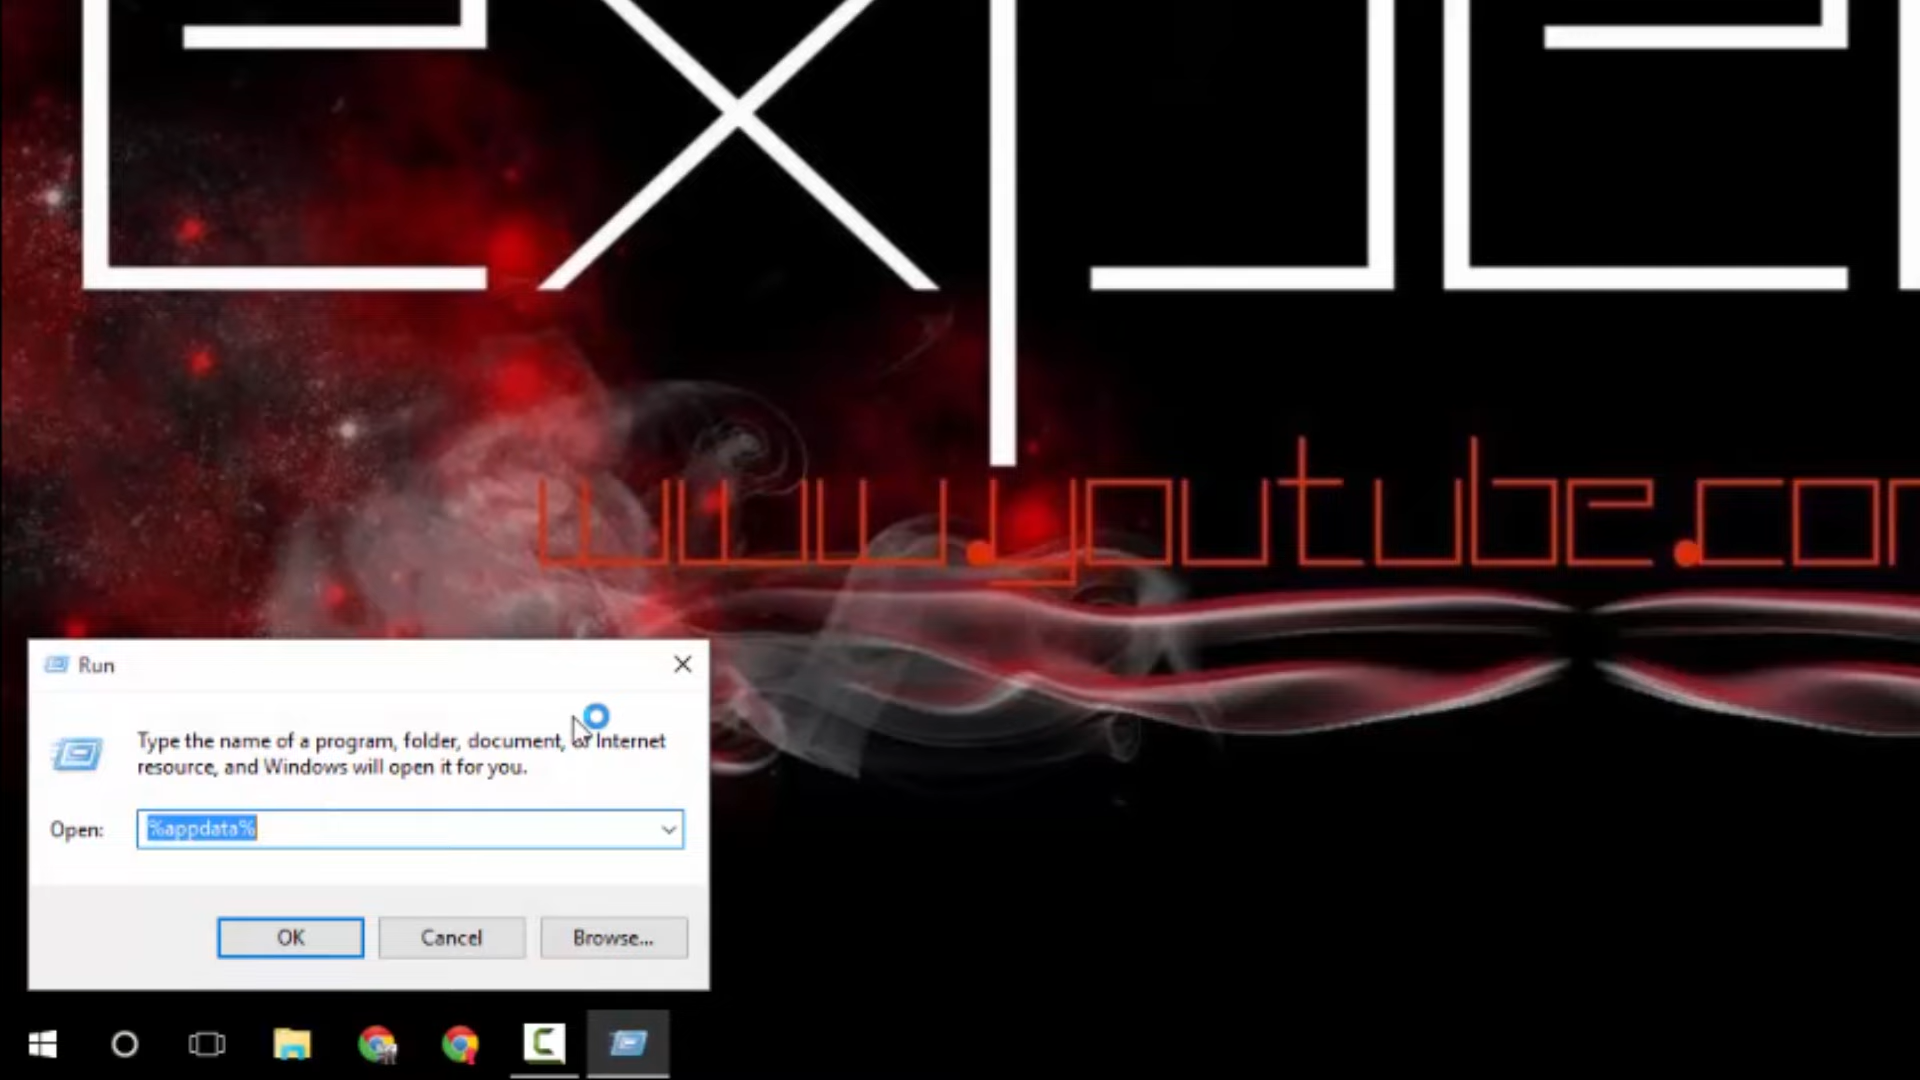 www.youtube.com
Run
Type the name of a program, folder, document, or Internet
resource, and Windows will open it for you.
Open: %appdata%
OK Cancel Browse...